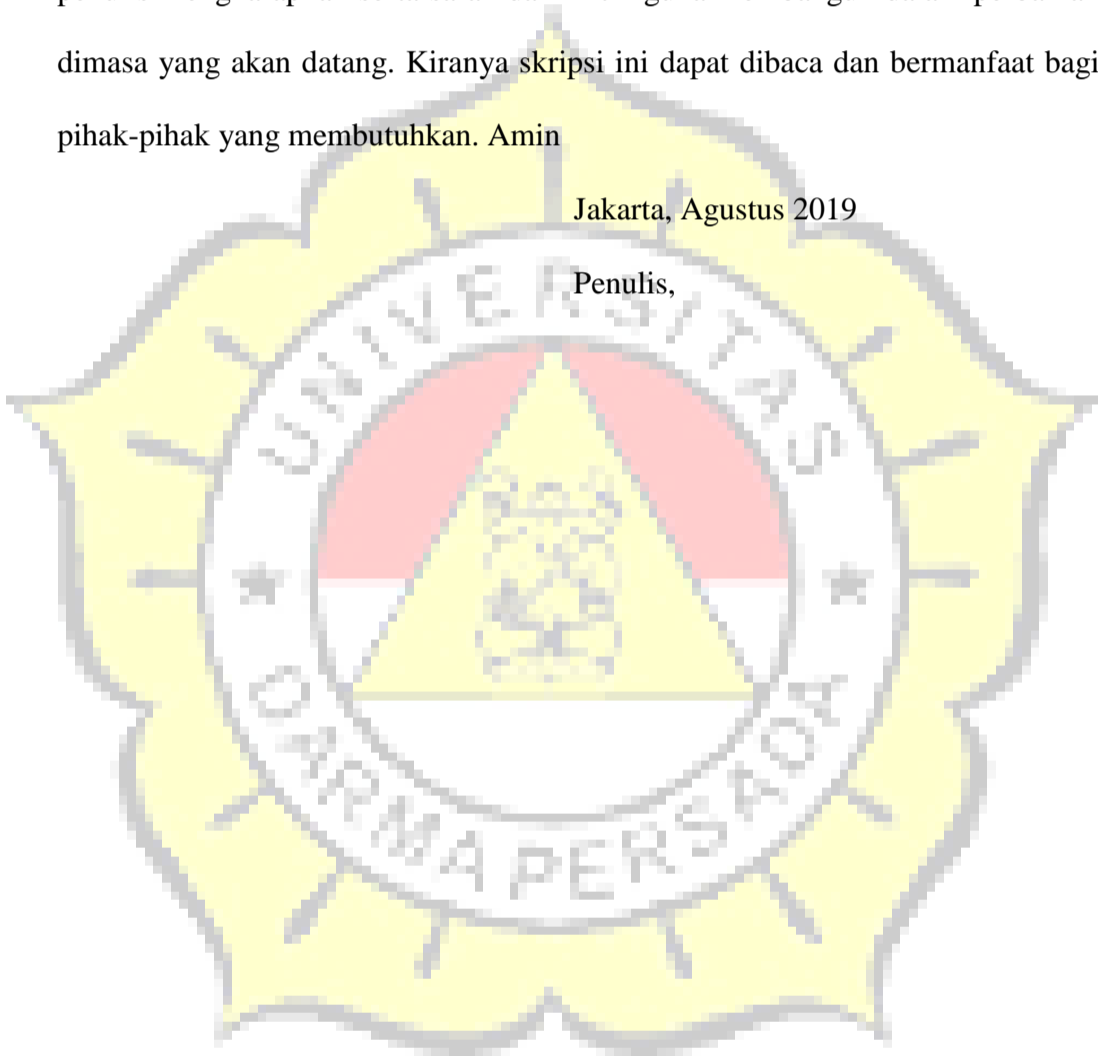 dimasa yang akan datang. Kiranya skripsi ini dapat dibaca dan bermanfaat bagi
pihak-pihak yang membutuhkan. Amin
Jakarta, Agustus 2019
Penulis,
UNIVERSITAS
DARMA PERSADA